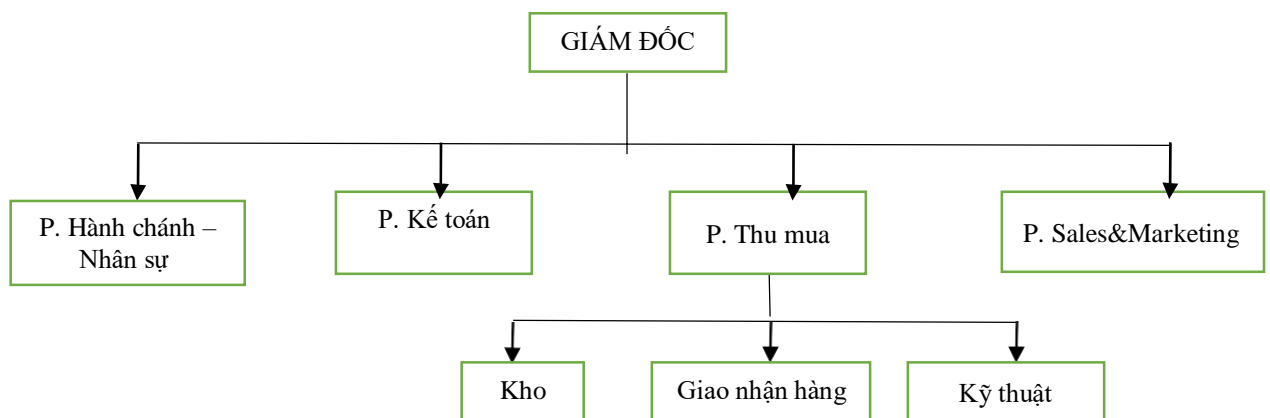 GIÁM ĐỐC
P. Hành chánh –
Nhân sự
P. Kế toán
P. Thu mua
P. Sales&Marketing
Kho
Giao nhận hàng
Kỹ thuật